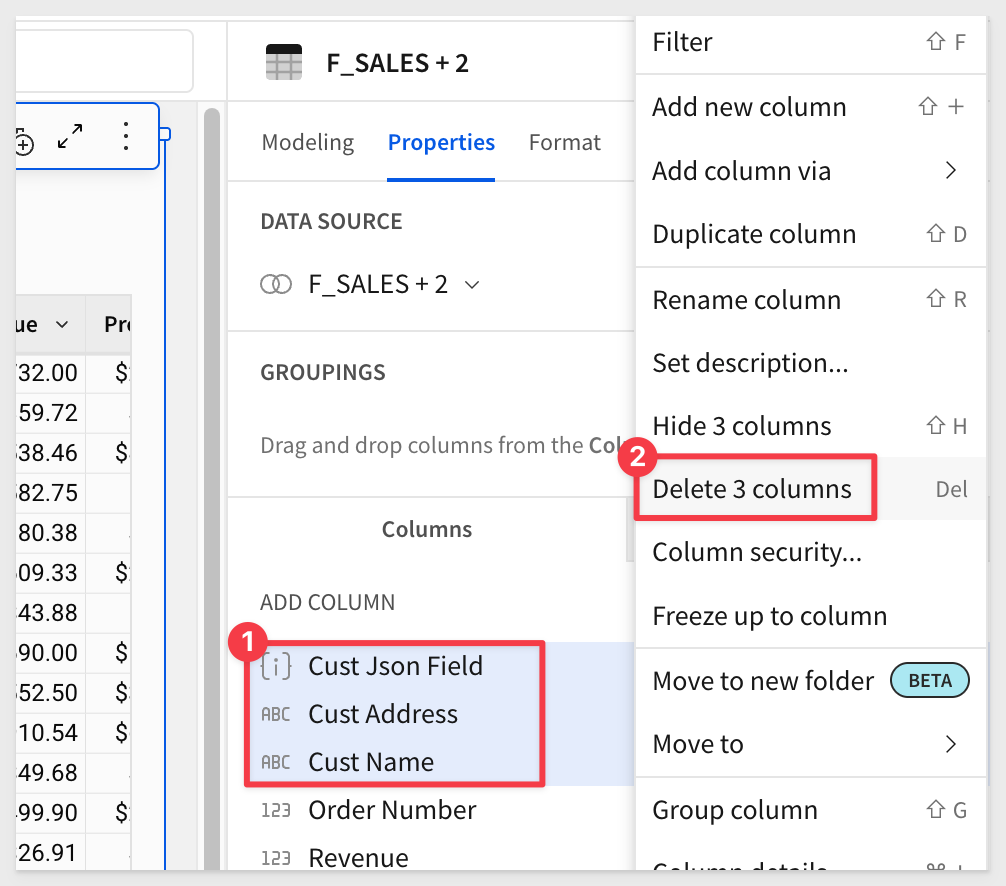 F_SALES + 2
Modeling Properties Format
DATA SOURCE
F_SALES + 2
GROUPINGS
Drag and drop columns from the
Columns
ADD COLUMN
1
{i} Cust Json Field
ABC Cust Address
ABC Cust Name
123 Order Number
123 Revenue
Filter ⇧ F
Add new column ⇧ +
Add column via
Duplicate column ⇧ D
Rename column ⇧ R
Set description...
Hide 3 columns ⇧ H
2
Delete 3 columns Del
Column security...
Freeze up to column
Move to new folder BETA
Move to
Group column ⇧ G
Column details
32.00 $
59.72
38.46 $
82.75
80.38
09.33 $
43.88
90.00 $
52.50 $
10.54 $
49.68
99.90 $
26.91